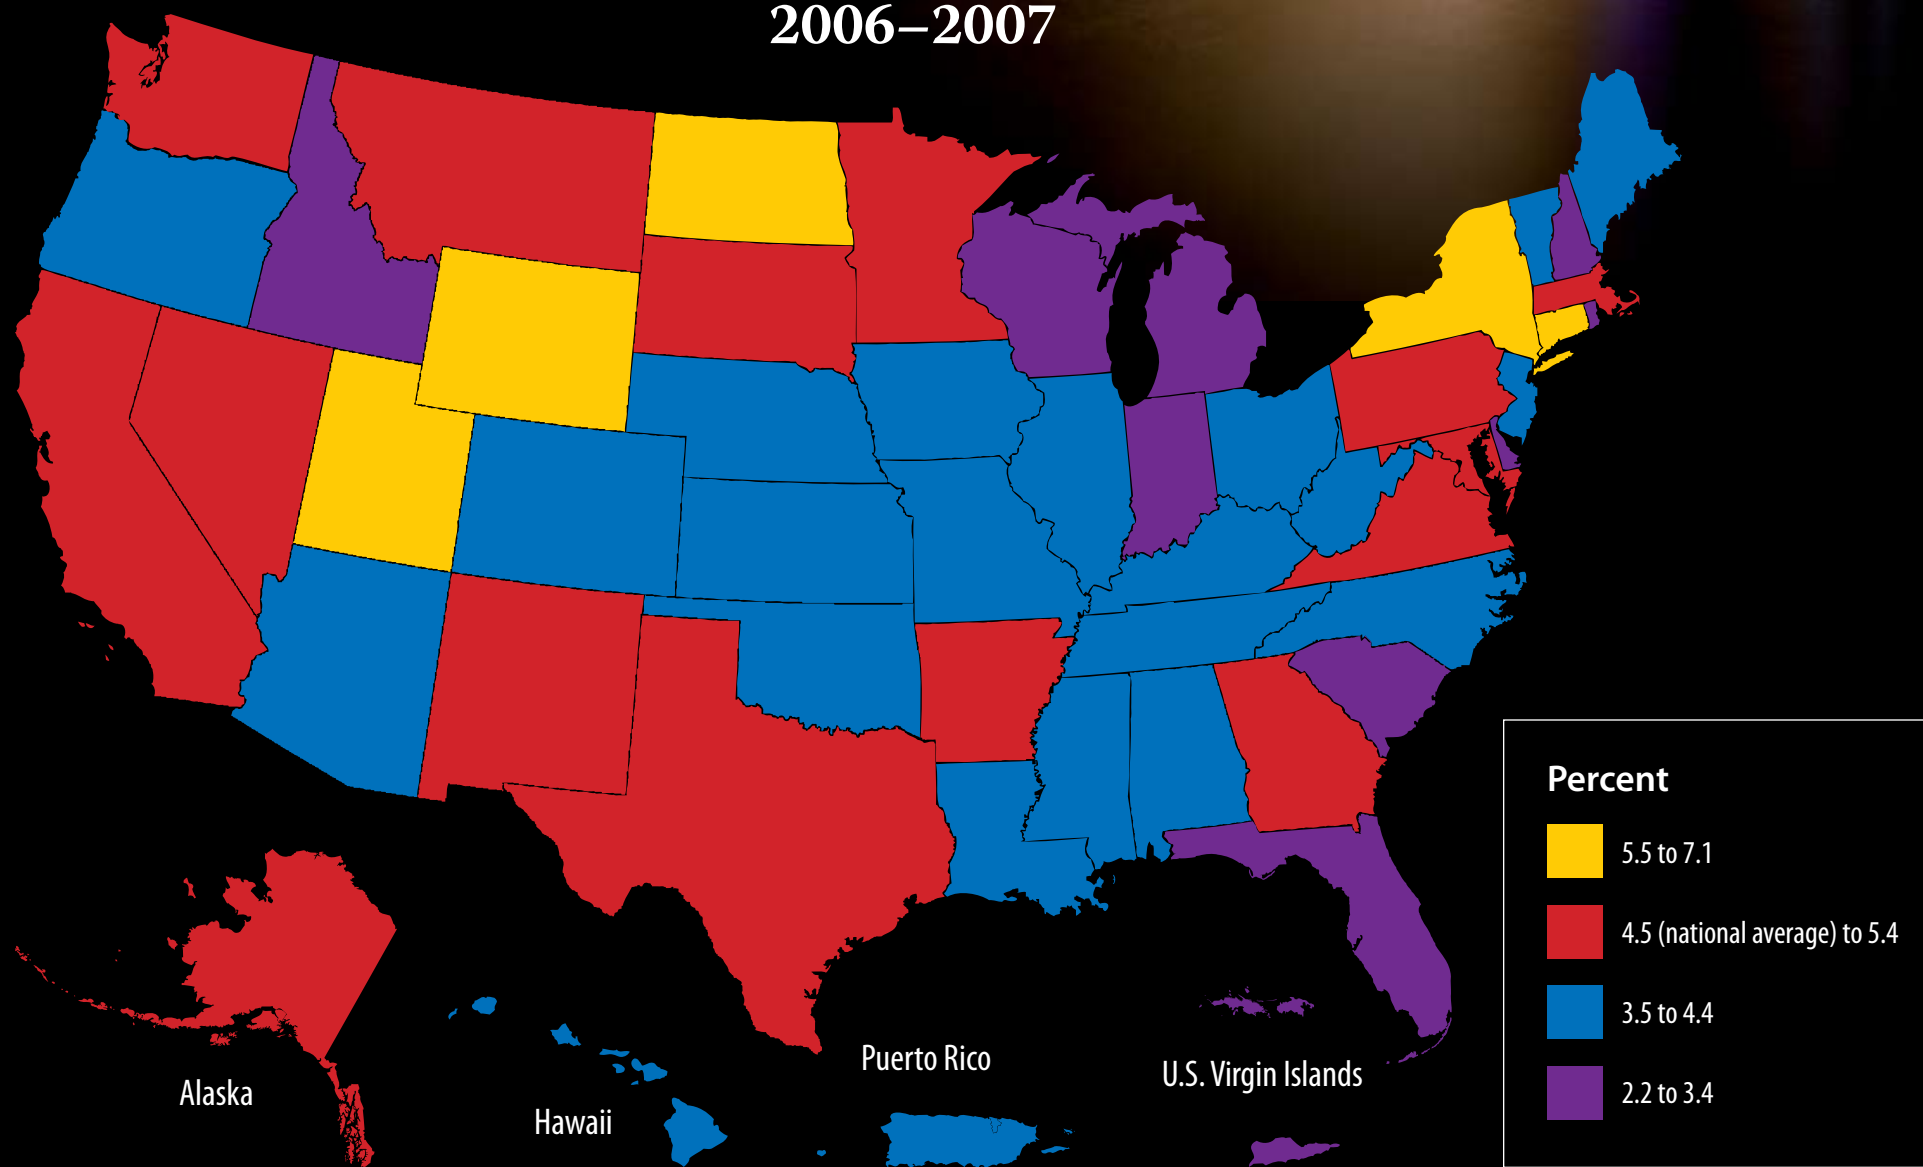 2006–2007
Percent
5.5 to 7.1
4.5 (national average) to 5.4
3.5 to 4.4
2.2 to 3.4
Alaska
Hawaii
Puerto Rico
U.S. Virgin Islands